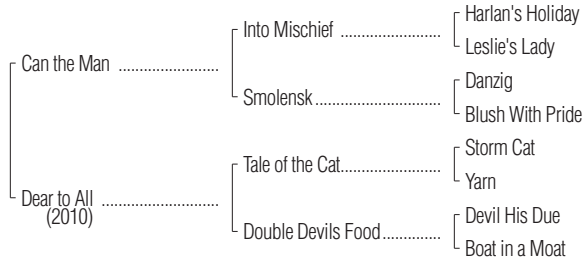 Harlan's Holiday
Into Mischief ......................
Leslie's Lady
Can the Man ......................
Danzig
Smolensk ...........................
Blush With Pride
Storm Cat
Tale of the Cat......................
Yarn
Dear to All .........................
(2010)
Devil His Due
Double Devils Food .............
Boat in a Moat